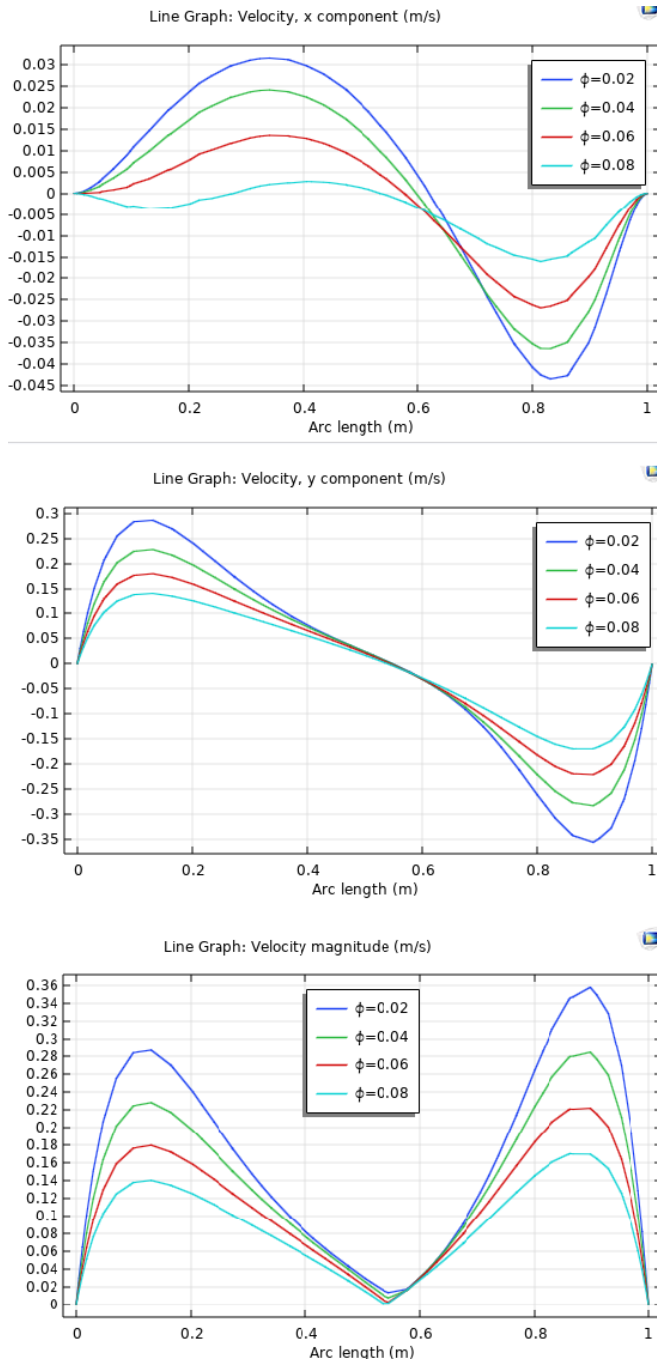 Line Graph: Velocity, x component (m/s)
0.03
0.025
0.02
0.015
0.01
0.005
0
-0.005
-0.01
-0.015
-0.02
-0.025
-0.03
-0.035
-0.04
-0.045
ϕ=0.02
ϕ=0.04
ϕ=0.06
ϕ=0.08
0 0.2 0.4 0.6 0.8 1
Arc length (m)
Line Graph: Velocity, y component (m/s)
0.3
0.25
0.2
0.15
0.1
0.05
0
-0.05
-0.1
-0.15
-0.2
-0.25
-0.3
-0.35
ϕ=0.02
ϕ=0.04
ϕ=0.06
ϕ=0.08
0 0.2 0.4 0.6 0.8 1
Arc length (m)
Line Graph: Velocity magnitude (m/s)
0.36
0.34
0.32
0.3
0.28
0.26
0.24
0.22
0.2
0.18
0.16
0.14
0.12
0.1
0.08
0.06
0.04
0.02
0
ϕ=0.02
ϕ=0.04
ϕ=0.06
ϕ=0.08
0 0.2 0.4 0.6 0.8 1
Arc length (m)